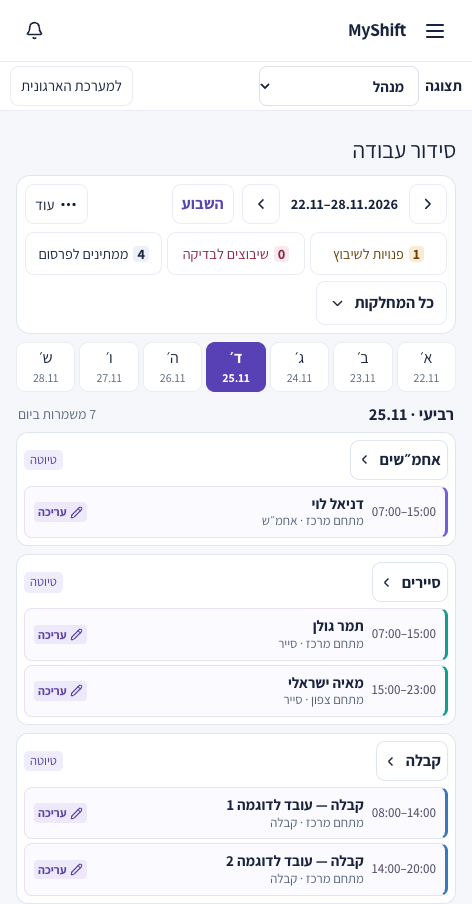 MyShift
תצוגה
מנהל
למערכת הארגונית
סידור עבודה
22.11–28.11.2026
השבוע
••• עוד
1 פנויות לשיבוץ
0 שיבוצים לבדיקה
4 ממתינים לפרסום
כל המחלקות
א׳
22.11
ב׳
23.11
ג׳
24.11
ד׳
25.11
ה׳
26.11
ו׳
27.11
ש׳
28.11
רביעי · 25.11
7 משמרות ביום
אחמ״שים
טיוטה
07:00–15:00
דניאל לוי
מתחם מרכז · אחמ״ש
עריכה
סיירים
טיוטה
07:00–15:00
תמר גולן
מתחם מרכז · סייר
עריכה
15:00–23:00
מאיה ישראלי
מתחם צפון · סייר
עריכה
קבלה
טיוטה
08:00–14:00
קבלה — עובד לדוגמה 1
מתחם מרכז · קבלה
עריכה
14:00–20:00
קבלה — עובד לדוגמה 2
מתחם מרכז · קבלה
עריכה